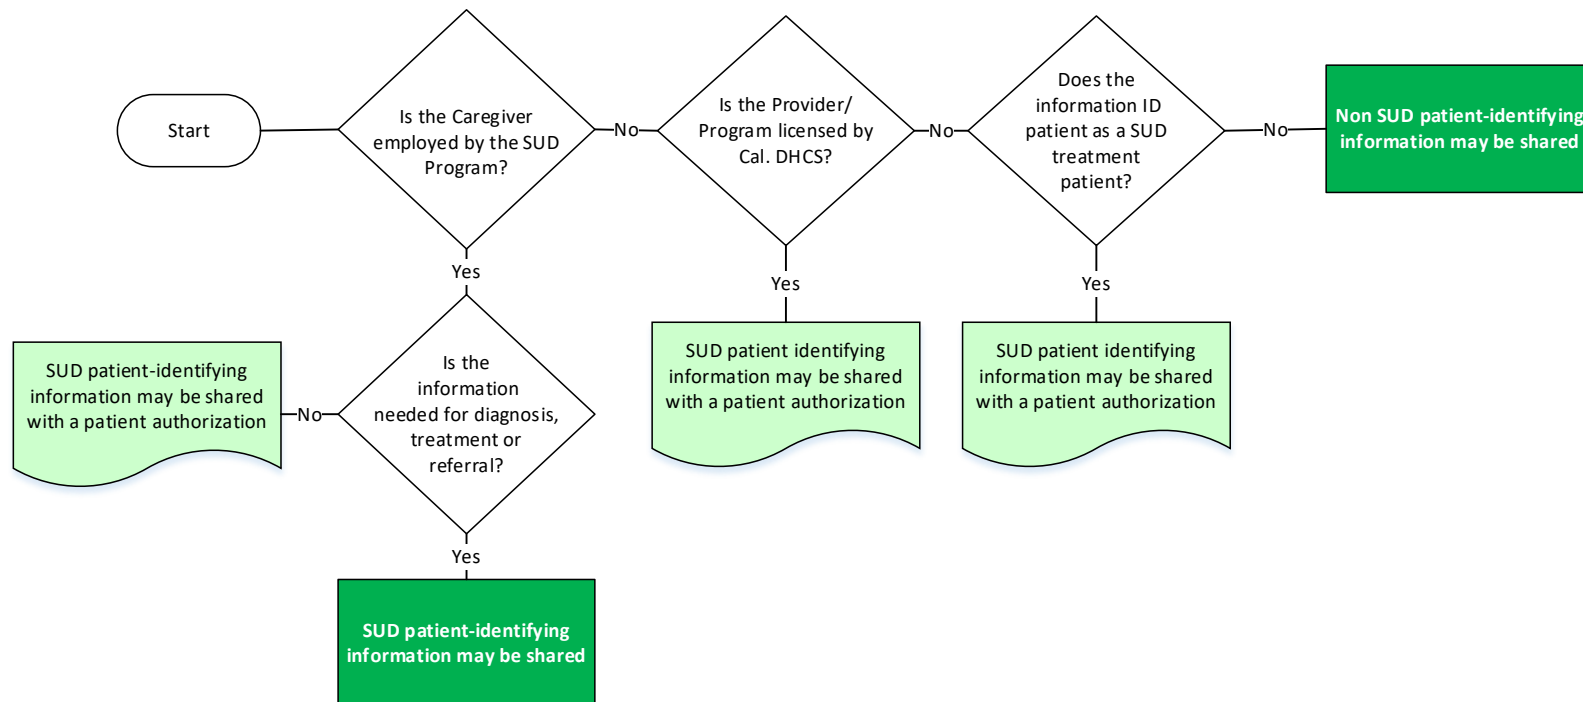 Start
Is the Caregiver
employed by the SUD
Program?
No
Is the Provider/
Program licensed by
Cal. DHCS?
No
Does the
information ID
patient as a SUD
treatment
patient?
No
Non SUD patient-identifying
information may be shared
Yes
Yes
Yes
SUD patient-identifying
information may be shared
with a patient authorization
No
Is the
information
needed for diagnosis,
treatment or
referral?
SUD patient identifying
information may be shared
with a patient authorization
SUD patient identifying
information may be shared
with a patient authorization
Yes
SUD patient-identifying
information may be shared